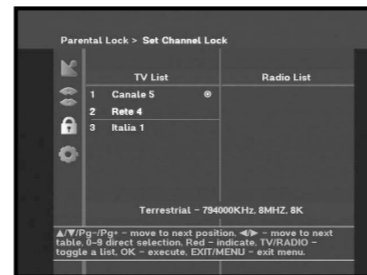 Parental Lock > Set Channel Lock
TV List
Radio List
1 Canale 5
2 Rete 4
3 Italia 1
Terrestrial – 794000KHz, 8MHZ, 8K
▲/▼/Pg-/Pg+ – move to next position, ◄/► – move to next
table, 0-9 direct selection, Red – indicate, TV/RADIO –
toggle a list, OK – execute, EXIT/MENU – exit menu.